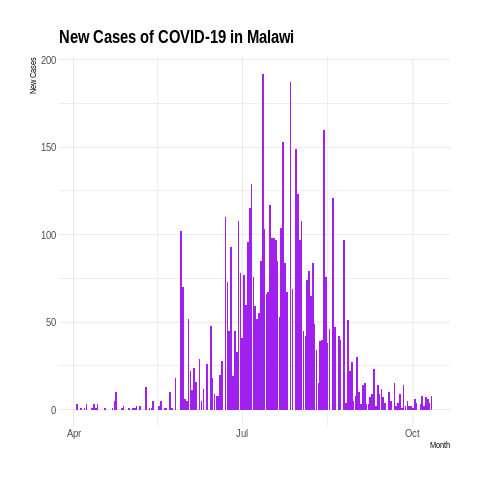 New Cases of COVID-19 in Malawi
New Cases
200
150
100
50
0
Apr
Jul
Oct
Month